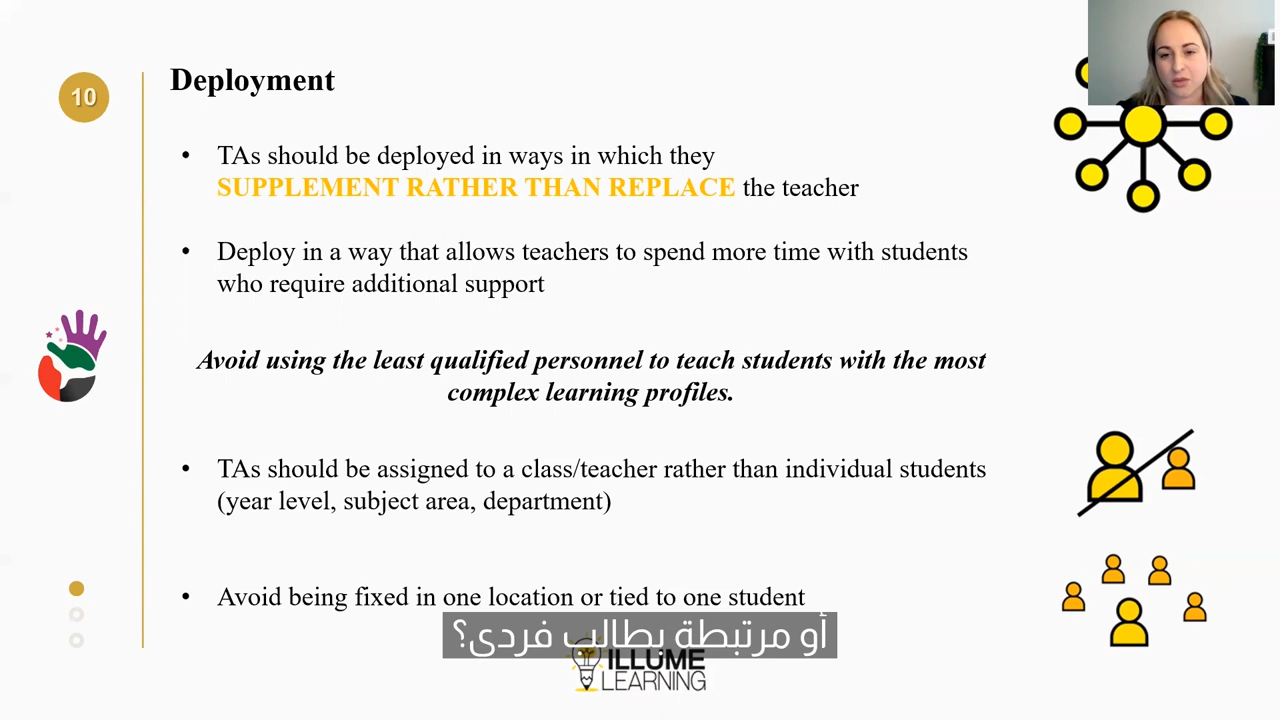 10
Deployment
• TAs should be deployed in ways in which they
SUPPLEMENT RATHER THAN REPLACE the teacher
• Deploy in a way that allows teachers to spend more time with students
who require additional support
Avoid using the least qualified personnel to teach students with the most
complex learning profiles.
• TAs should be assigned to a class/teacher rather than individual students
(year level, subject area, department)
• Avoid being fixed in one location or tied to one student
أو مرتبطة بطالب فردي؟
ILLUME
LEARNING